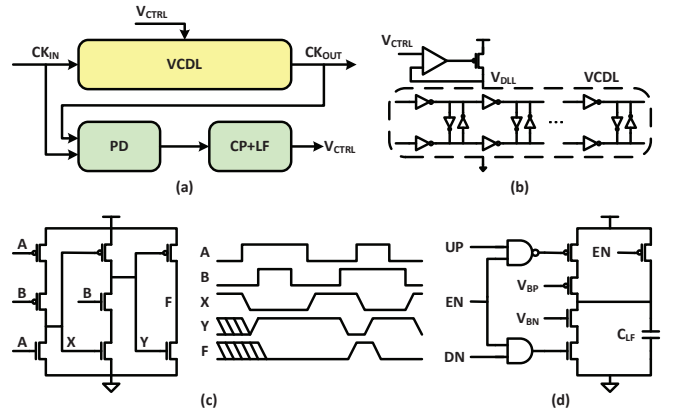 V_CTRL
CK_IN
VCDL
CK_OUT
PD
CP+LF
V_CTRL
(a)
V_CTRL
V_DLL
VCDL
...
(b)
A
B
A
X
B
Y
F
A
B
X
Y
F
(c)
UP
EN
DN
V_BP
V_BN
EN
C_LF
(d)